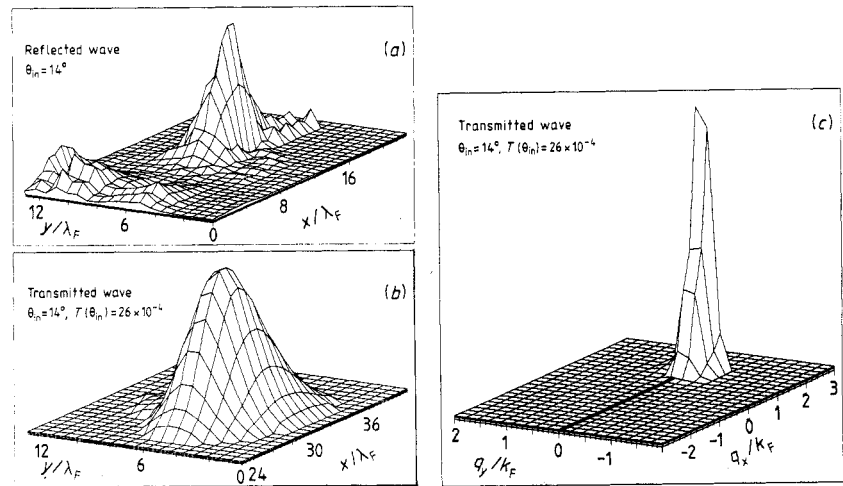 (a)
Reflected wave
θin = 14°
12
6
0
y/λF
8
16
x/λF
(b)
Transmitted wave
θin = 14°, T(θin) = 26 × 10⁻⁴
12
6
0
y/λF
24
30
36
x/λF
(c)
Transmitted wave
θin = 14°, T(θin) = 26 × 10⁻⁴
2
1
0
-1
qy/kF
-2
-1
0
1
2
3
qx/kF